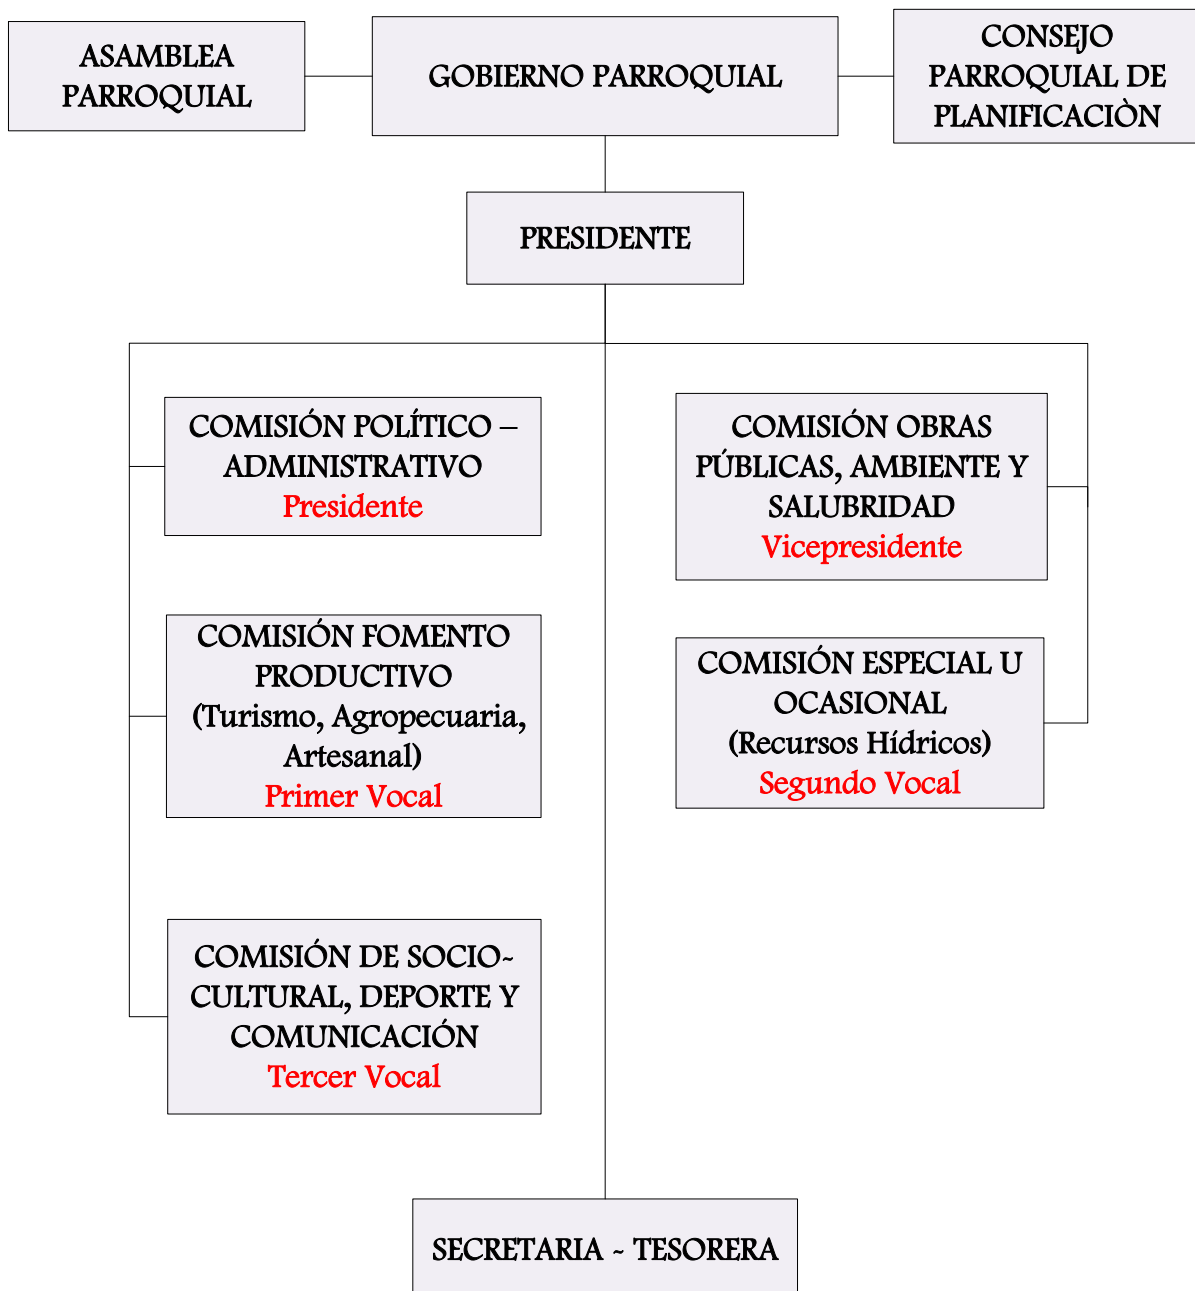 ASAMBLEA
PARROQUIAL
GOBIERNO PARROQUIAL
CONSEJO
PARROQUIAL DE
PLANIFICACIÒN
PRESIDENTE
COMISIÓN POLÍTICO –
ADMINISTRATIVO
Presidente
COMISIÓN OBRAS
PÚBLICAS, AMBIENTE Y
SALUBRIDAD
Vicepresidente
COMISIÓN FOMENTO
PRODUCTIVO
(Turismo, Agropecuaria,
Artesanal)
Primer Vocal
COMISIÓN ESPECIAL U
OCASIONAL
(Recursos Hídricos)
Segundo Vocal
COMISIÓN DE SOCIO-
CULTURAL, DEPORTE Y
COMUNICACIÓN
Tercer Vocal
SECRETARIA - TESORERA